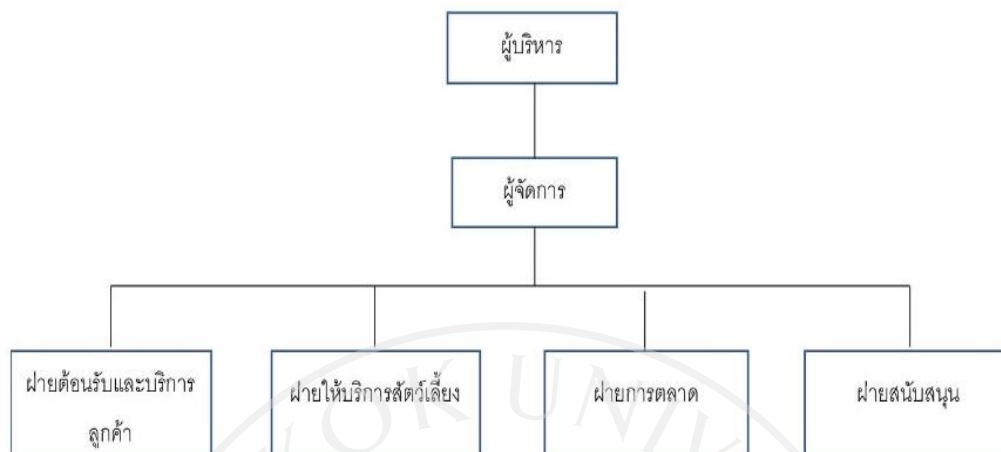 ผู้บริหาร
ผู้จัดการ
ฝ่ายต้อนรับและบริการ
ลูกค้า
ฝ่ายให้บริการสัตว์เลี้ยง
ฝ่ายการตลาด
ฝ่ายสนับสนุน
OKUNIV